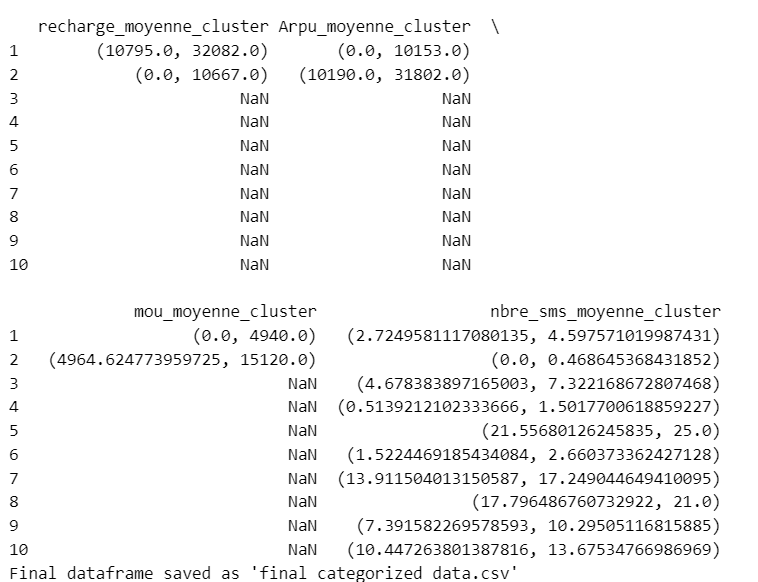 recharge_moyenne_cluster Arpu_moyenne_cluster \
1 (10795.0, 32082.0) (0.0, 10153.0)
2 (0.0, 10667.0) (10190.0, 31802.0)
3 NaN NaN
4 NaN NaN
5 NaN NaN
6 NaN NaN
7 NaN NaN
8 NaN NaN
9 NaN NaN
10 NaN NaN
mou_moyenne_cluster nbre_sms_moyenne_cluster
1 (0.0, 4940.0) (2.7249581117080135, 4.597571019987431)
2 (4964.624773959725, 15120.0) (0.0, 0.468645368431852)
3 NaN (4.678383897165003, 7.322168672807468)
4 NaN (0.5139212102333666, 1.5017700618859227)
5 NaN (21.55680126245835, 25.0)
6 NaN (1.5224469185434084, 2.660373362427128)
7 NaN (13.911504013150587, 17.249044649410095)
8 NaN (17.796486760732922, 21.0)
9 NaN (7.391582269578593, 10.29505116815885)
10 NaN (10.447263801387816, 13.67534766986969)
Final dataframe saved as 'final_categorized_data.csv'